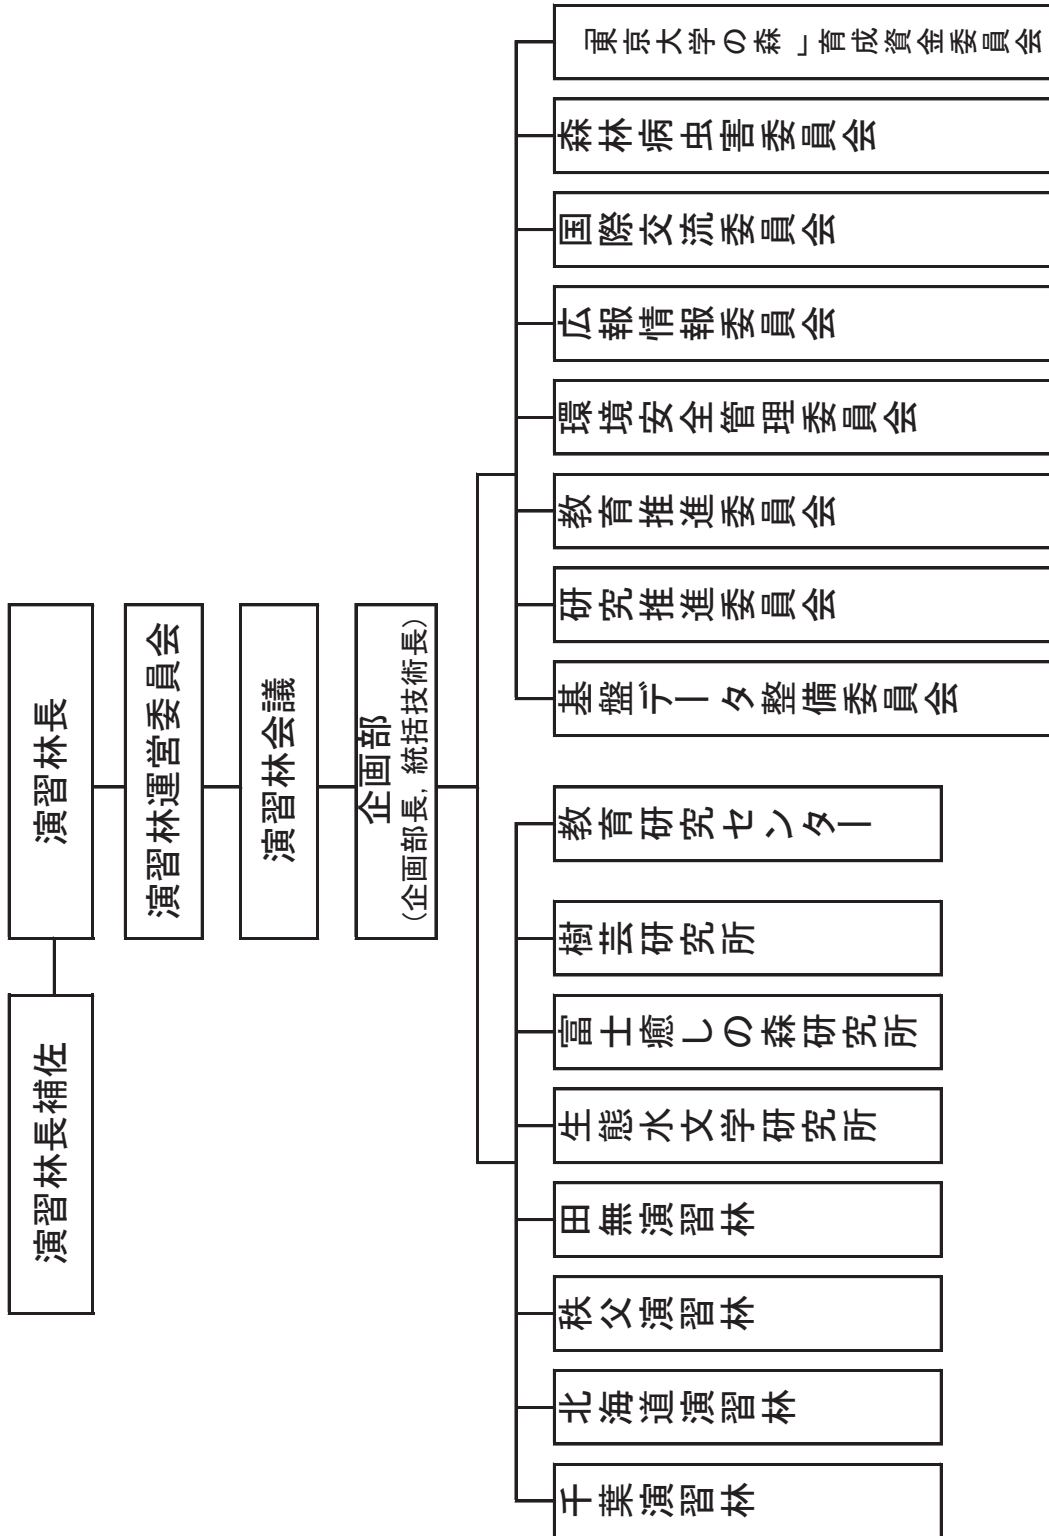 演習林長
演習林長補佐
演習林運営委員会
演習林会議
企画部
（企画部長，統括技術長）
千葉演習林
北海道演習林
秩父演習林
田無演習林
生態水文学研究所
富士癒しの森研究所
樹芸研究所
教育研究センター
基盤データ整備委員会
研究推進委員会
教育推進委員会
環境安全管理委員会
広報情報委員会
国際交流委員会
森林病虫害委員会
「東京大学の森」育成資金委員会